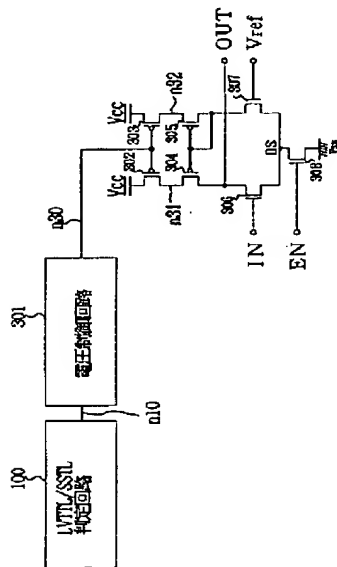 100
LVTTL/SSTL
判定回路
n10
301
電圧制御回路
n30
Vcc
Vcc
302
303
n31
n32
304
305
306
307
OUT
Vref
IN
EN
ns
308
Vss